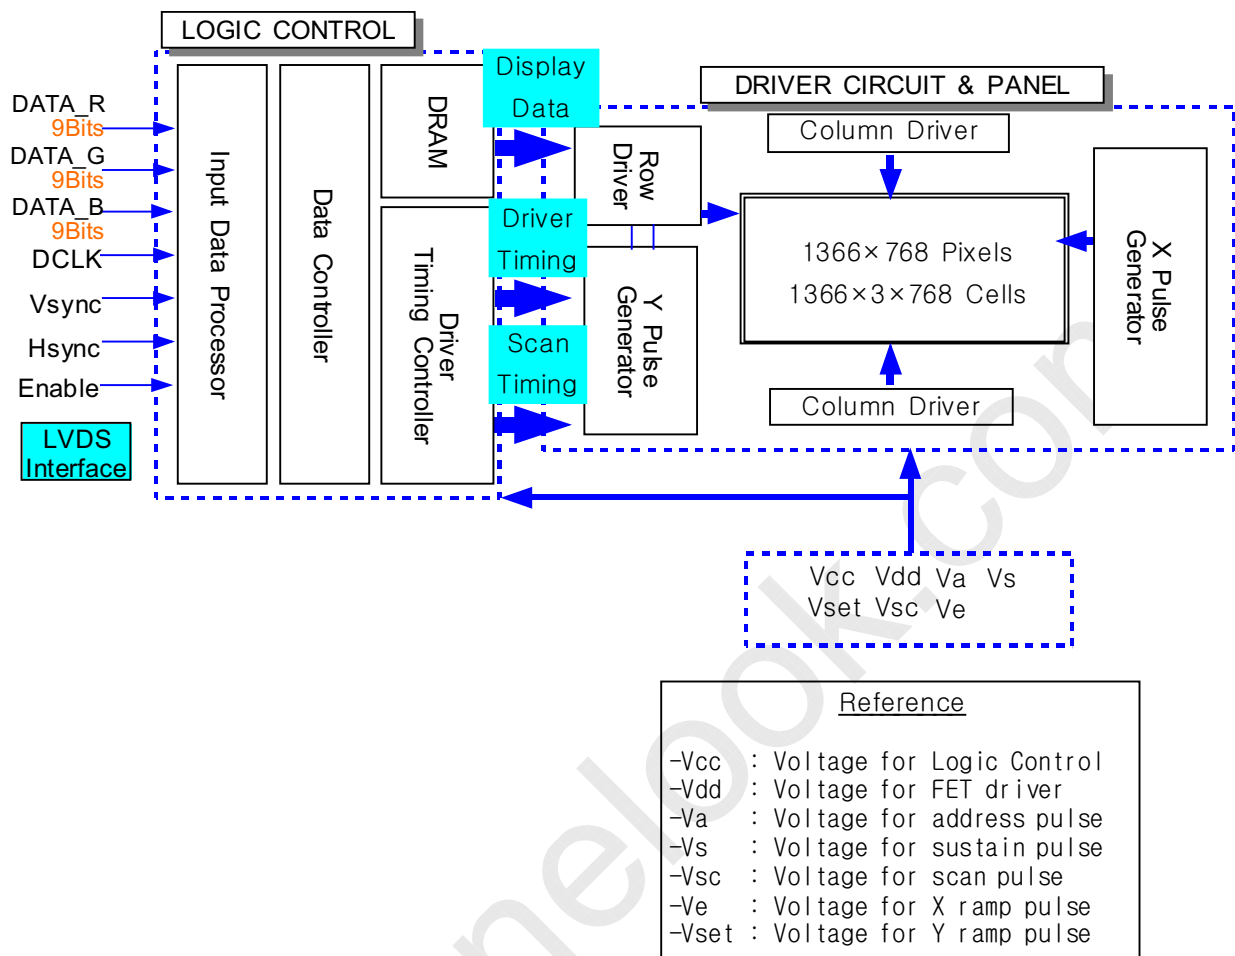 LOGIC CONTROL
DATA_R
9Bits
DATA_G
9Bits
DATA_B
9Bits
DCLK
Vsync
Hsync
Enable
LVDS
Interface
Input Data Processor
Data Controller
DRAM
Driver
Timing Controller
Display
Data
Driver
Timing
Scan
Timing
DRIVER CIRCUIT & PANEL
Row
Driver
Y Pulse
Generator
Column Driver
1366×768 Pixels
1366×3×768 Cells
Column Driver
X Pulse
Generator
Vcc Vdd Va Vs
Vset Vsc Ve
Reference
-Vcc : Voltage for Logic Control
-Vdd : Voltage for FET driver
-Va : Voltage for address pulse
-Vs : Voltage for sustain pulse
-Vsc : Voltage for scan pulse
-Ve : Voltage for X ramp pulse
-Vset : Voltage for Y ramp pulse
nelook.com